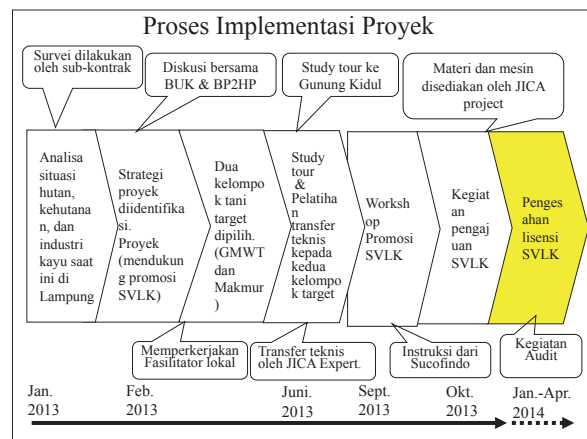 Proses Implementasi Proyek
Survei dilakukan
oleh sub-kontrak
Diskusi bersama
BUK & BP2HP
Study tour ke
Gunung Kidul
Materi dan mesin
disediakan oleh JICA
project
Analisa
situasi
hutan,
kehutana
n, dan
industri
kayu saat
ini di
Lampung
Strategi
proyek
diidentifik
asi.
Proyek
(mendukun
g promosi
SVLK)
Dua
kelompo
k tani
target
dipilih.
(GMWT
dan
Makmur
)
Study
tour
&
Pelatiha
n
transfer
teknis
kepada
kedua
kelompo
k target
Worksh
op
Promosi
SVLK
Kegiat
an
pengaj
uan
SVLK
Penges
ahan
lisensi
SVLK
Memperkerjakan
Fasilitator lokal
Transfer teknis
oleh JICA Expert.
Instruksi dari
Sucofindo
Kegiatan
Audit
Jan.
2013
Feb.
2013
Juni.
2013
Sept.
2013
Okt.
2013
Jan.-Apr.
2014